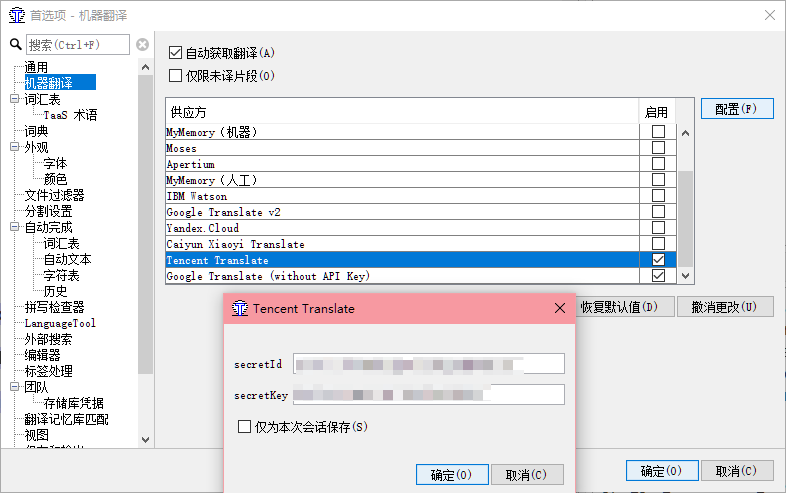 首选项 - 机器翻译
搜索(Ctrl+F)
通用
机器翻译
词汇表
TaaS 术语
词典
外观
字体
颜色
文件过滤器
分割设置
自动完成
词汇表
自动文本
字符表
历史
拼写检查器
LanguageTool
外部搜索
编辑器
标签处理
团队
存储库凭据
翻译记忆库匹配
视图
自动获取翻译(A)
仅限未译片段(O)
供应方 启用
MyMemory (机器)
Moses
Apertium
MyMemory (人工)
IBM Watson
Google Translate v2
Yandex.Cloud
Caiyun Xiaoyi Translate
Tencent Translate
Google Translate (without API Key)
配置(F)
恢复默认值(D)
撤消更改(U)
Tencent Translate
secretId
secretKey
仅为本次会话保存(S)
确定(O)
取消(C)
确定(O)
取消(C)